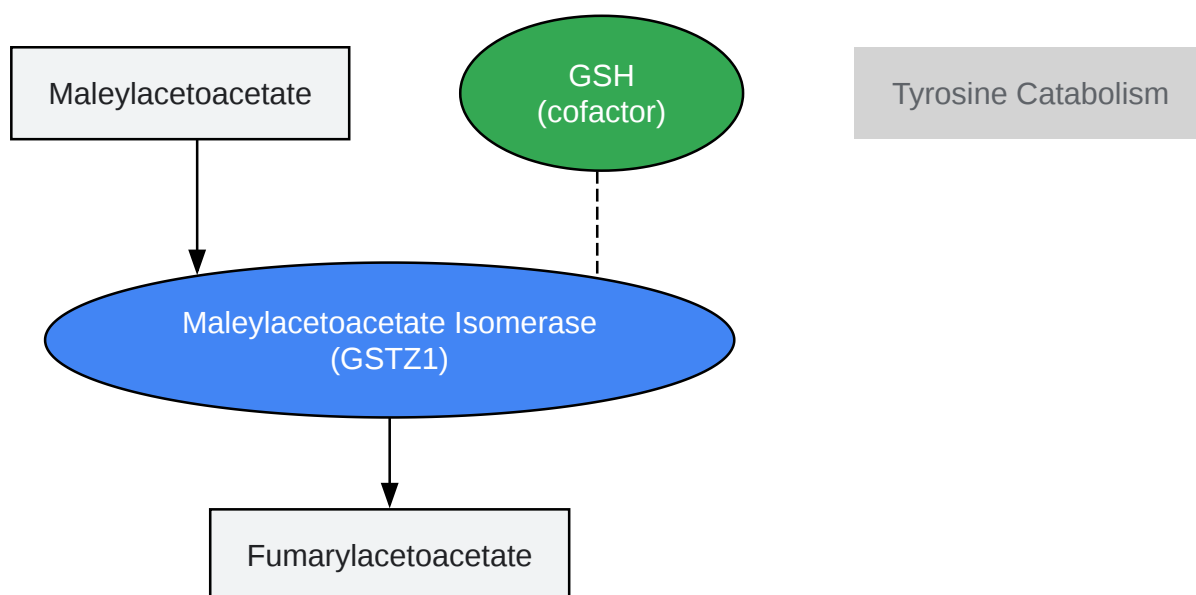 Maleylacetoacetate
GSH
(cofactor)
Tyrosine Catabolism
Maleylacetoacetate Isomerase
(GSTZ1)
Fumarylacetoacetate